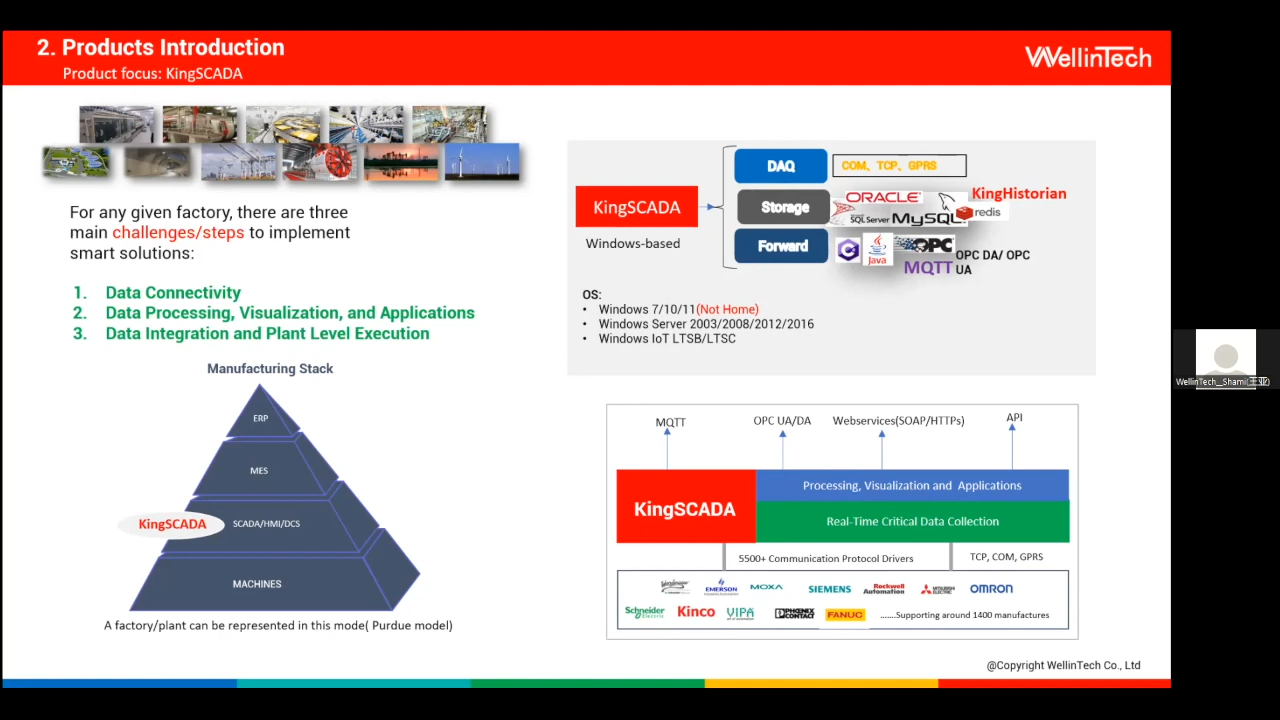 2. Products Introduction
Product focus: KingSCADA
WellinTech
For any given factory, there are three
main challenges/steps to implement
smart solutions:
1. Data Connectivity
2. Data Processing, Visualization, and Applications
3. Data Integration and Plant Level Execution
Manufacturing Stack
ERP
MES
KingSCADA
SCADA/HMI/DCS
MACHINES
A factory/plant can be represented in this mode( Purdue model)
KingSCADA
Windows-based
DAQ
COM、TCP、GPRS
Storage
ORACLE
KingHistorian
SQL Server
MySQL
redis
Forward
Java
OPC
MQTT
OPC DA/ OPC
UA
OS:
• Windows 7/10/11(Not Home)
• Windows Server 2003/2008/2012/2016
• Windows IoT LTSB/LTSC
MQTT
OPC UA/DA
Webservices(SOAP/HTTPs)
API
KingSCADA
Processing, Visualization and Applications
Real-Time Critical Data Collection
5500+ Communication Protocol Drivers
TCP, COM, GPRS
EMERSON
MOXA
SIEMENS
Rockwell
Automation
MITSUBISHI
ELECTRIC
OMRON
Schneider
Electric
Kinco
VIPA
PHOENIX
CONTACT
FANUC
.......Supporting around 1400 manufactures
@Copyright WellinTech Co., Ltd
WellinTech__Shami(王亚)